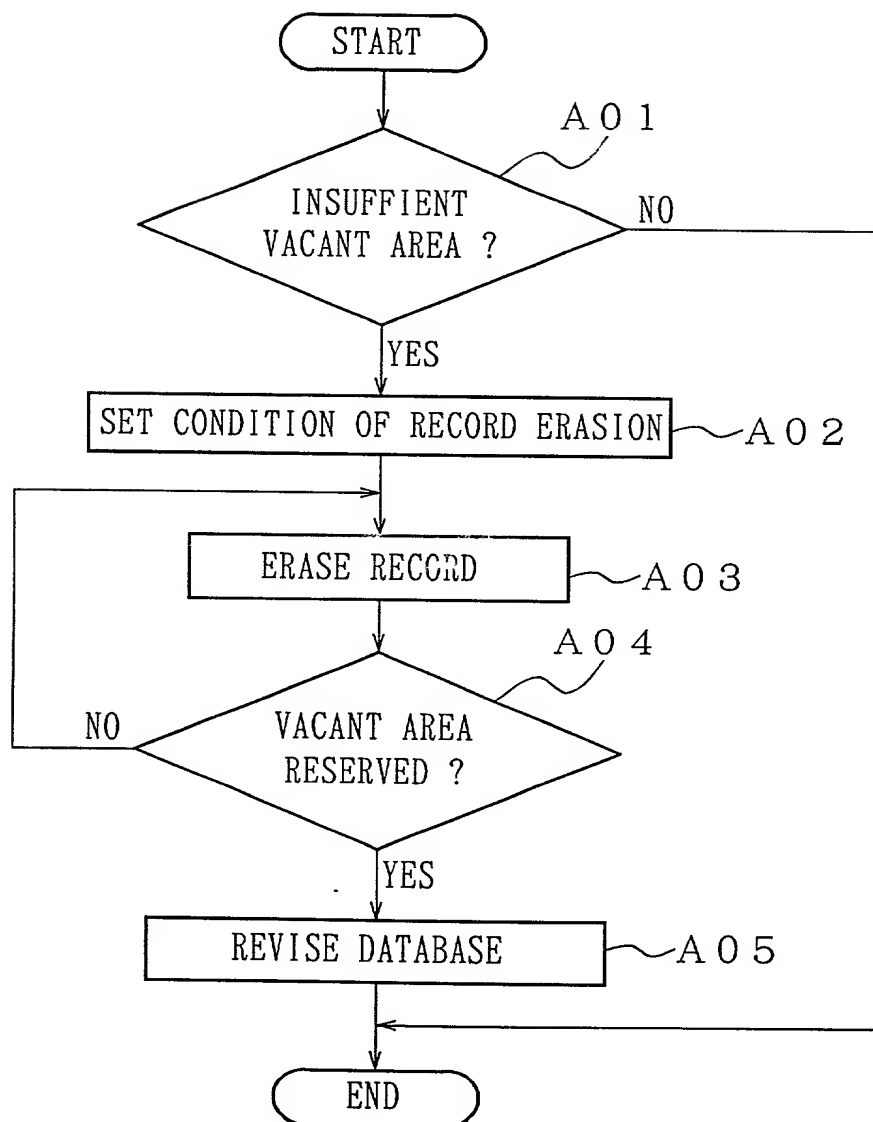 START
A01
INSUFFIENT
VACANT AREA ?
NO
YES
SET CONDITION OF RECORD ERASION
A02
ERASE RECORD
A03
A04
VACANT AREA
RESERVED ?
NO
YES
REVISE DATABASE
A05
END